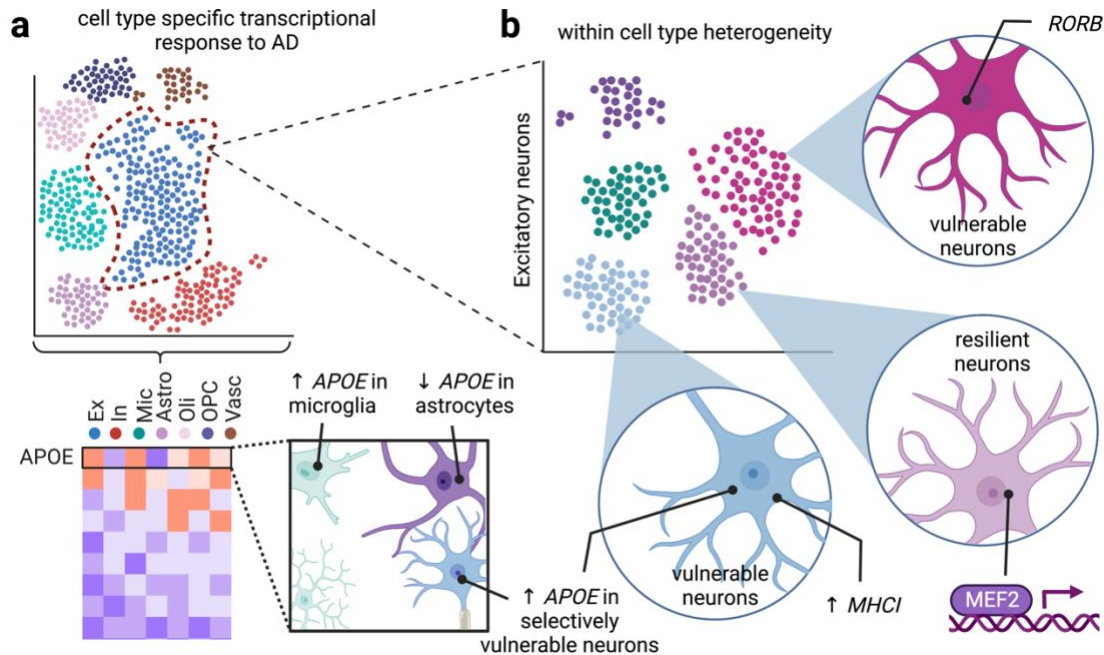 a
cell type specific transcriptional
response to AD
Ex
In
Mic
Astro
Oli
OPC
Vasc
APOE
↑ APOE in
microglia
↓ APOE in
astrocytes
↑ APOE in
selectively
vulnerable neurons
b
within cell type heterogeneity
Excitatory neurons
RORB
vulnerable
neurons
resilient
neurons
vulnerable
neurons
↑ MHCI
MEF2